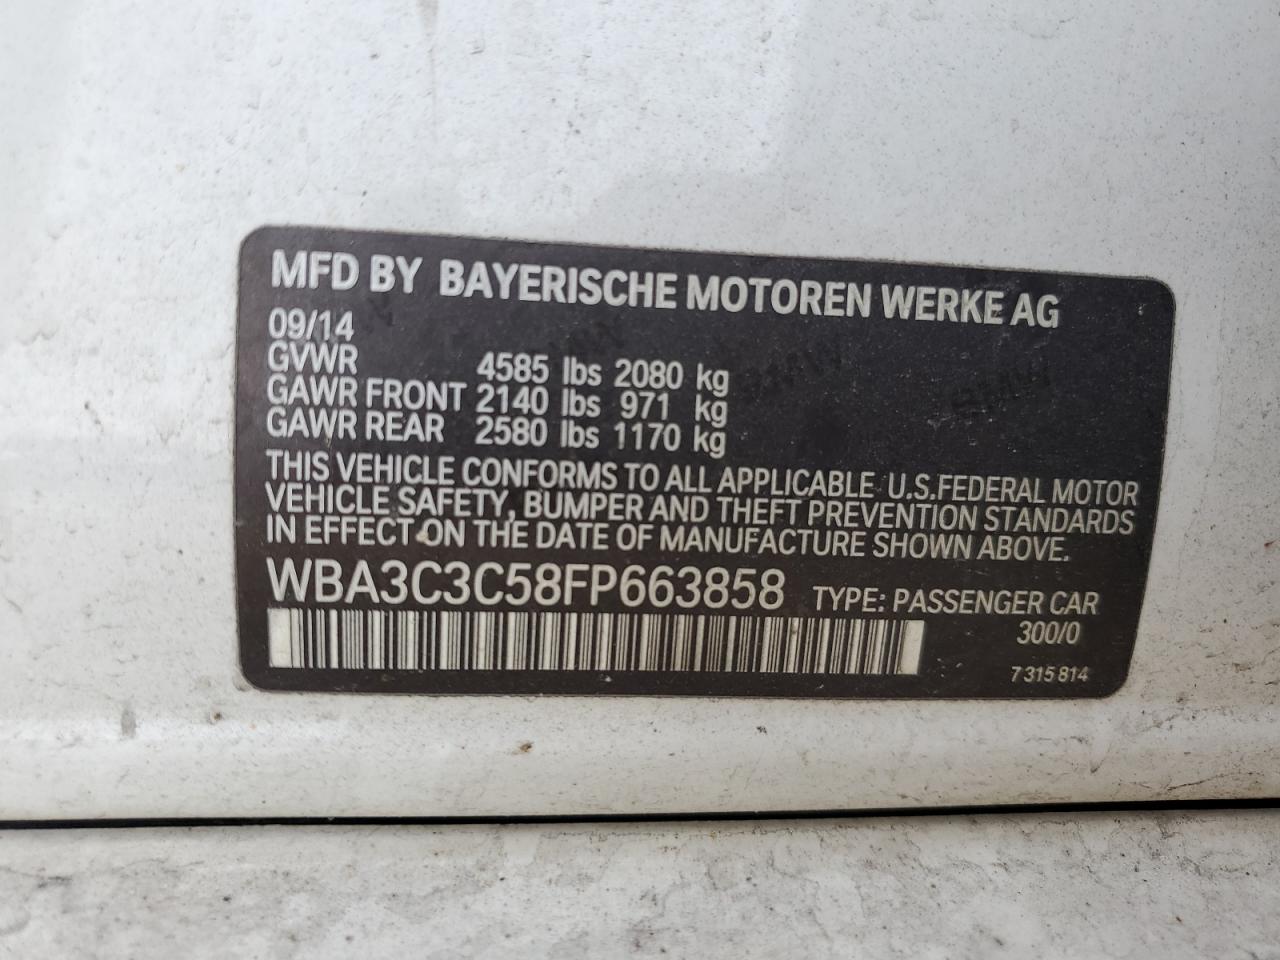 MFD BY BAYERISCHE MOTOREN WERKE AG
09/14
GVWR 4585 lbs 2080 kg
GAWR FRONT 2140 lbs 971 kg
GAWR REAR 2580 lbs 1170 kg
THIS VEHICLE CONFORMS TO ALL APPLICABLE U.S.FEDERAL MOTOR
VEHICLE SAFETY, BUMPER AND THEFT PREVENTION STANDARDS
IN EFFECT ON THE DATE OF MANUFACTURE SHOWN ABOVE.
WBA3C3C58FP663858 TYPE: PASSENGER CAR
300/0
7 315 814